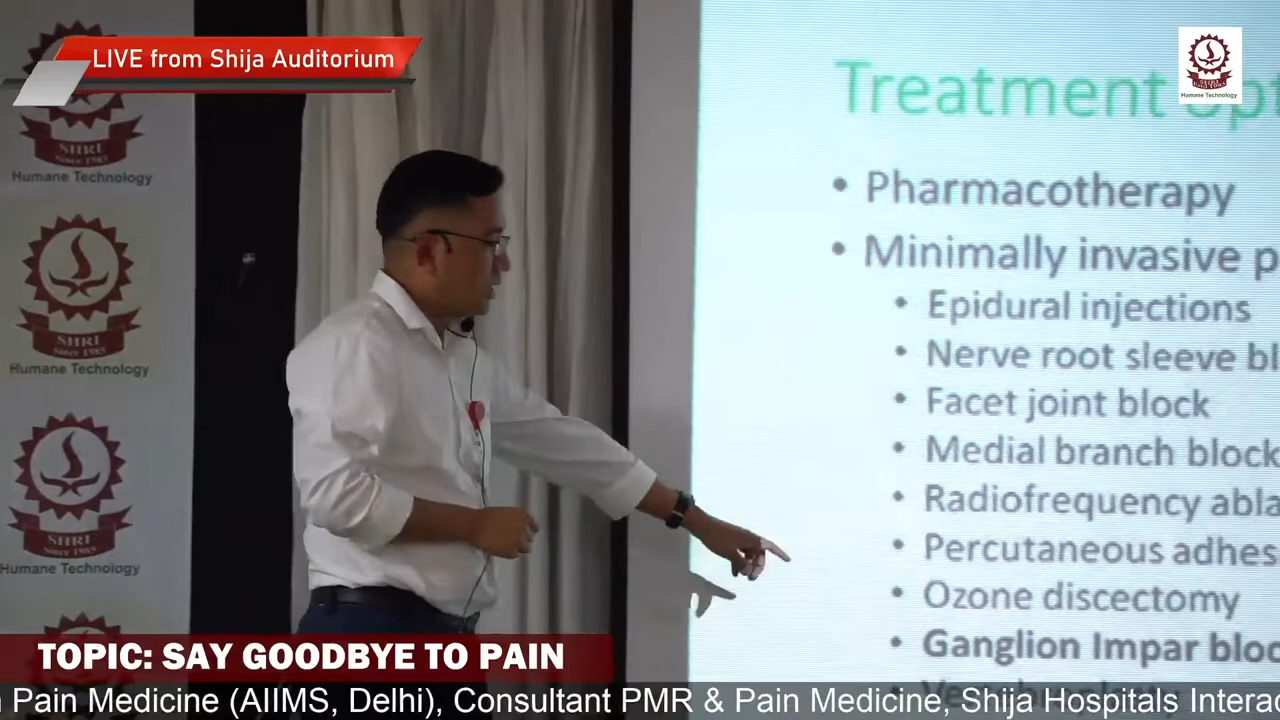 LIVE from Shija Auditorium
Humane Technology
Treatment
Pharmacotherapy
Minimally invasive p
Epidural injections
Nerve root sleeve bl
Facet joint block
Medial branch block
Radiofrequency abla
Percutaneous adhes
Ozone discectomy
Ganglion Impar bloc
SHRI
Since 1985
Humane Technology
SHRI
Since 1985
Humane Technology
SHRI
Since 1985
Humane Technology
TOPIC: SAY GOODBYE TO PAIN
Pain Medicine (AIIMS, Delhi), Consultant PMR & Pain Medicine, Shija Hospitals Interac